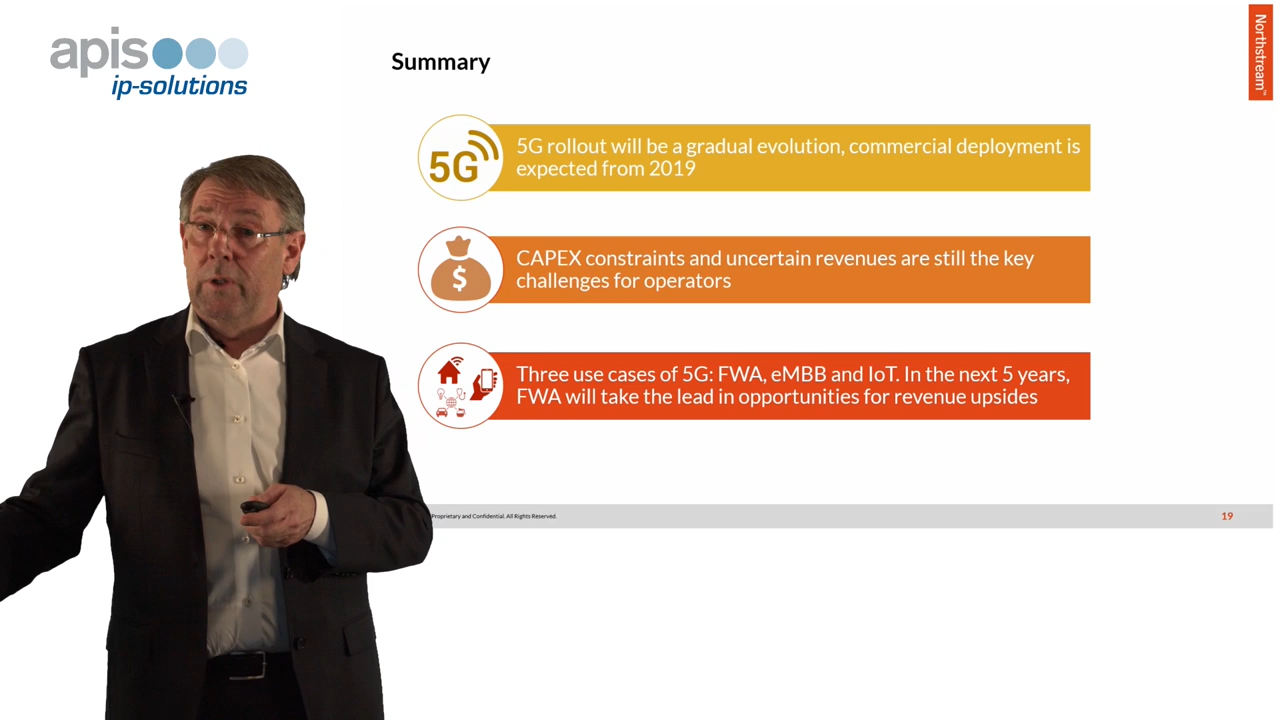 apis
ip-solutions
Summary
Northstream™
5G
5G rollout will be a gradual evolution, commercial deployment is
expected from 2019
$
CAPEX constraints and uncertain revenues are still the key
challenges for operators
Three use cases of 5G: FWA, eMBB and IoT. In the next 5 years,
FWA will take the lead in opportunities for revenue upsides
Proprietary and Confidential. All Rights Reserved.
19